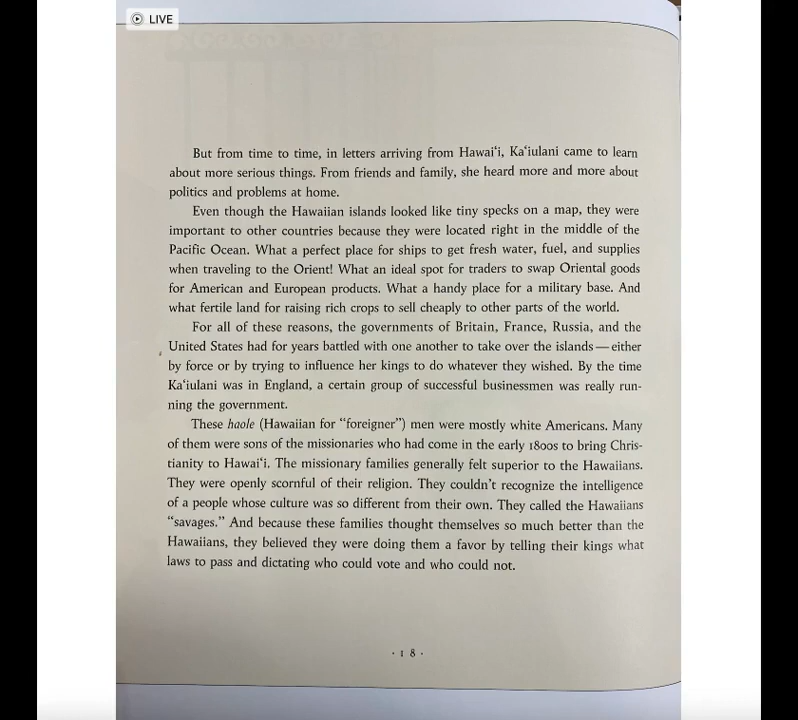 LIVE
But from time to time, in letters arriving from Hawaiʻi, Kaʻiulani came to learn
about more serious things. From friends and family, she heard more and more about
politics and problems at home.
Even though the Hawaiian islands looked like tiny specks on a map, they were
important to other countries because they were located right in the middle of the
Pacific Ocean. What a perfect place for ships to get fresh water, fuel, and supplies
when traveling to the Orient! What an ideal spot for traders to swap Oriental goods
for American and European products. What a handy place for a military base. And
what fertile land for raising rich crops to sell cheaply to other parts of the world.
For all of these reasons, the governments of Britain, France, Russia, and the
United States had for years battled with one another to take over the islands — either
by force or by trying to influence her kings to do whatever they wished. By the time
Kaʻiulani was in England, a certain group of successful businessmen was really run-
ning the government.
These haole (Hawaiian for “foreigner”) men were mostly white Americans. Many
of them were sons of the missionaries who had come in the early 1800s to bring Chris-
tianity to Hawaiʻi. The missionary families generally felt superior to the Hawaiians.
They were openly scornful of their religion. They couldn’t recognize the intelligence
of a people whose culture was so different from their own. They called the Hawaiians
“savages.” And because these families thought themselves so much better than the
Hawaiians, they believed they were doing them a favor by telling their kings what
laws to pass and dictating who could vote and who could not.
· 1 8 ·